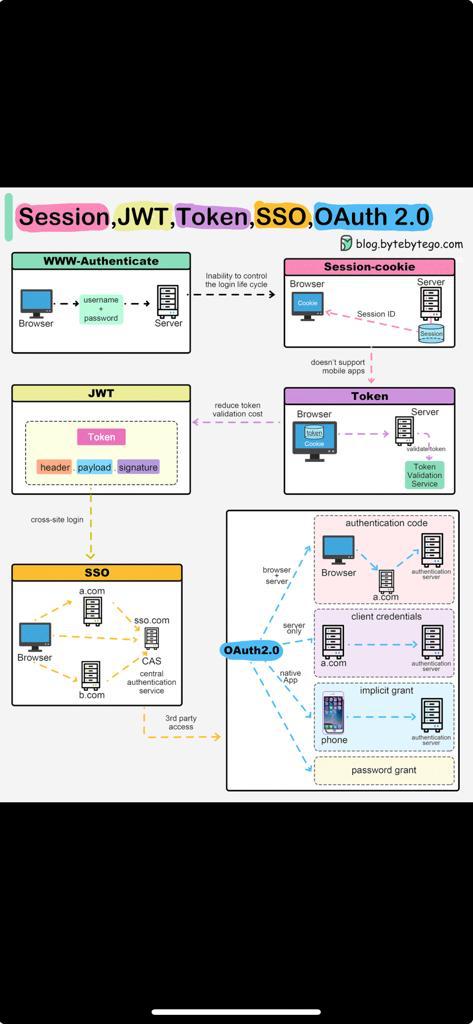 Session,JWT,Token,SSO,OAuth 2.0
blog.bytebytego.com
WWW-Authenticate
Browser
username
+
password
Server
Inability to control
the login life cycle
Session-cookie
Browser
Server
Cookie
Session ID
Session
doesn't support
mobile apps
JWT
Token
header . payload . signature
reduce token
validation cost
Token
Browser
Server
token
Cookie
validate token
Token
Validation
Service
cross-site login
SSO
a.com
sso.com
Browser
CAS
central
authentication
service
b.com
3rd party
access
OAuth2.0
browser
+
server
authentication code
Browser
a.com
authentication
server
server
only
client credentials
a.com
authentication
server
native
App
implicit grant
phone
authentication
server
password grant